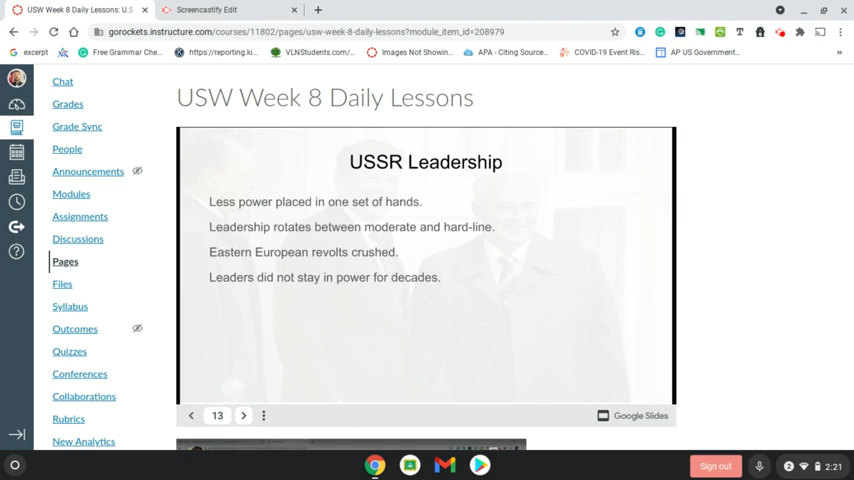 USW Week 8 Daily Lessons: U.S
Screencastify Edit
gorockets.instructure.com/courses/11802/pages/usw-week-8-daily-lessons?module_item_id=208979
excerpt
Free Grammar Che...
https://reporting.ki...
VLNStudents.com/...
Images Not Showin...
APA - Citing Source...
COVID-19 Event Ris...
AP US Government...
Chat
Grades
Grade Sync
People
Announcements
Modules
Assignments
Discussions
Pages
Files
Syllabus
Outcomes
Quizzes
Conferences
Collaborations
Rubrics
New Analytics
USW Week 8 Daily Lessons
USSR Leadership
Less power placed in one set of hands.
Leadership rotates between moderate and hard-line.
Eastern European revolts crushed.
Leaders did not stay in power for decades.
13
Google Slides
Sign out
2
2:21